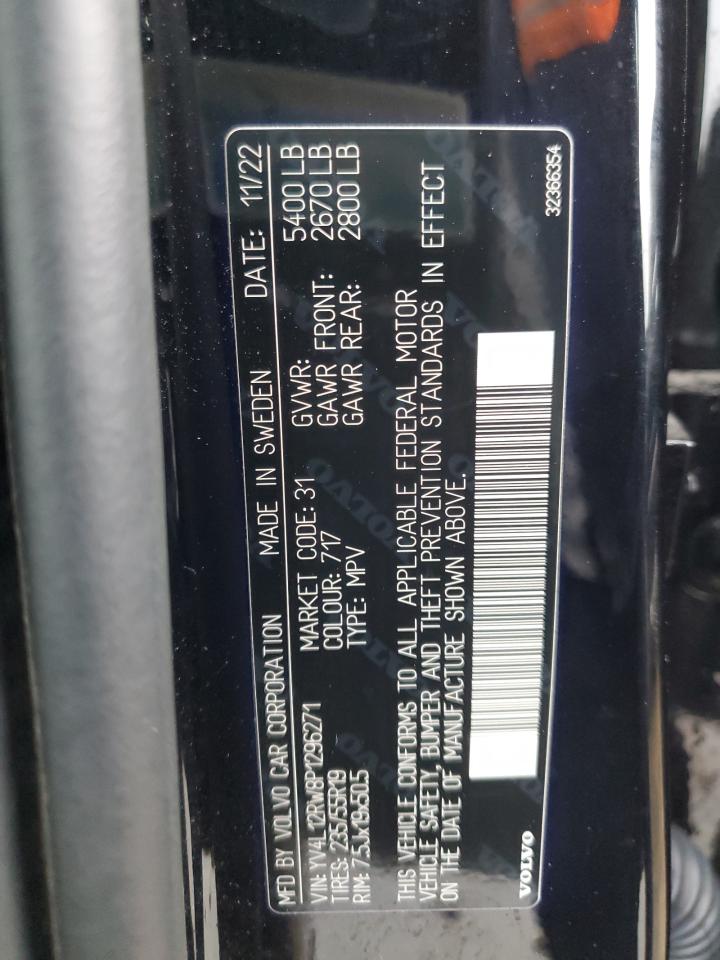 MFD BY VOLVO CAR CORPORATION MADE IN SWEDEN DATE: 11/22
VIN: YV4L12RW8P1296271 MARKET CODE: 31 GVWR: 5400 LB
TIRES: 235/55R19 COLOUR: 717 GAWR FRONT: 2670 LB
RIM: 7.5Jx19x50.5 TYPE: MPV GAWR REAR: 2800 LB
THIS VEHICLE CONFORMS TO ALL APPLICABLE FEDERAL MOTOR
VEHICLE SAFETY, BUMPER AND THEFT PREVENTION STANDARDS IN EFFECT
ON THE DATE OF MANUFACTURE SHOWN ABOVE.
VOLVO 32366354